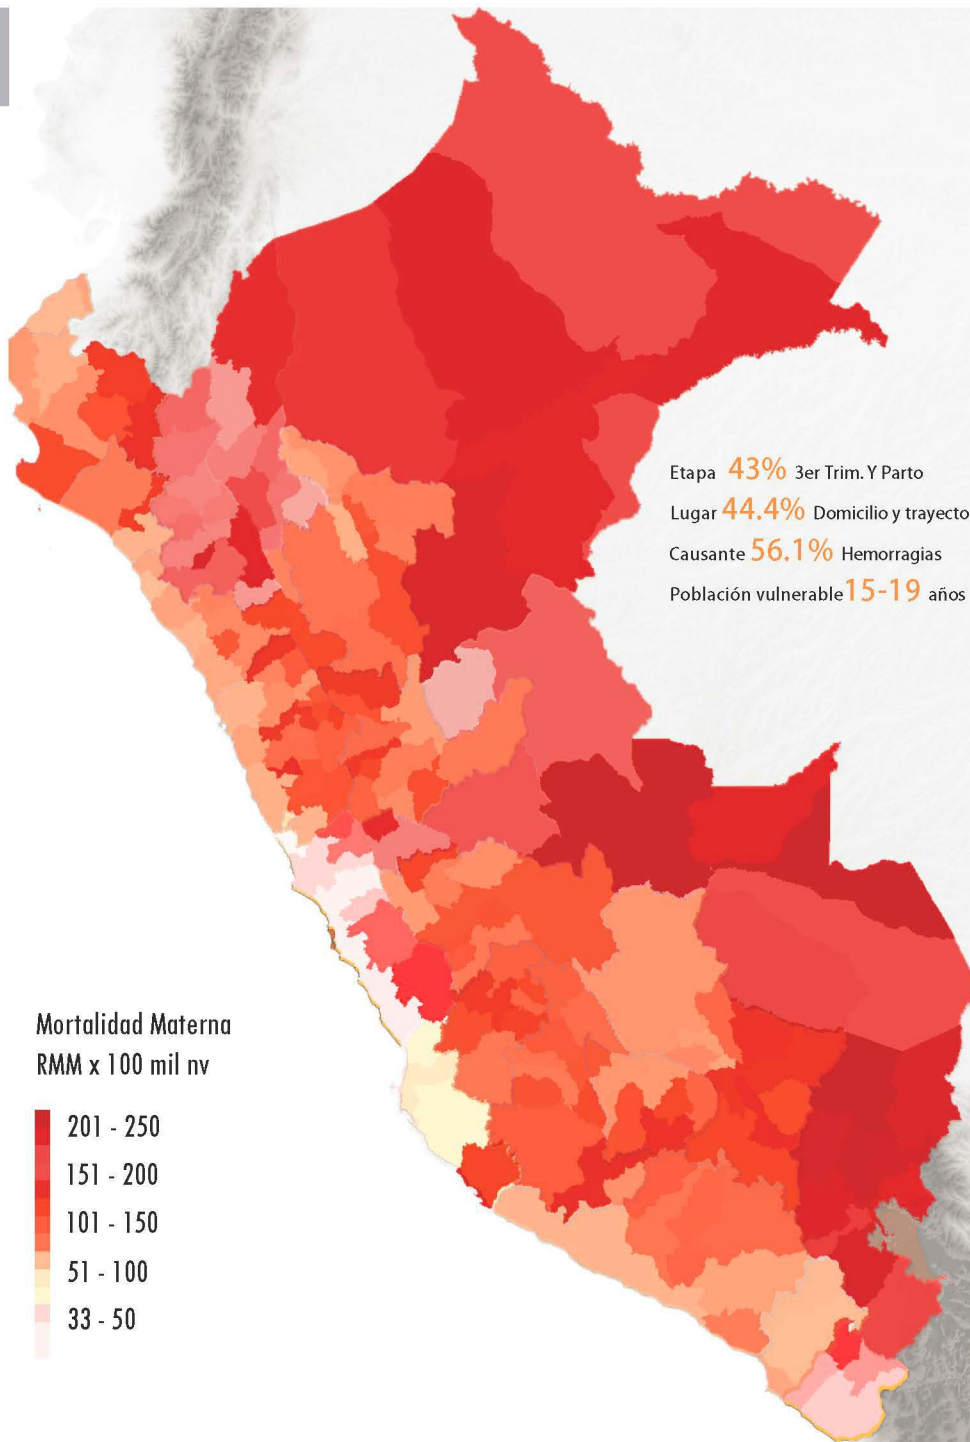 Etapa 43% 3er Trim. Y Parto
Lugar 44.4% Domicilio y trayecto
Causante 56.1% Hemorragias
Población vulnerable 15-19 años
Mortalidad Materna
RMM x 100 mil nv
201 - 250
151 - 200
101 - 150
51 - 100
33 - 50